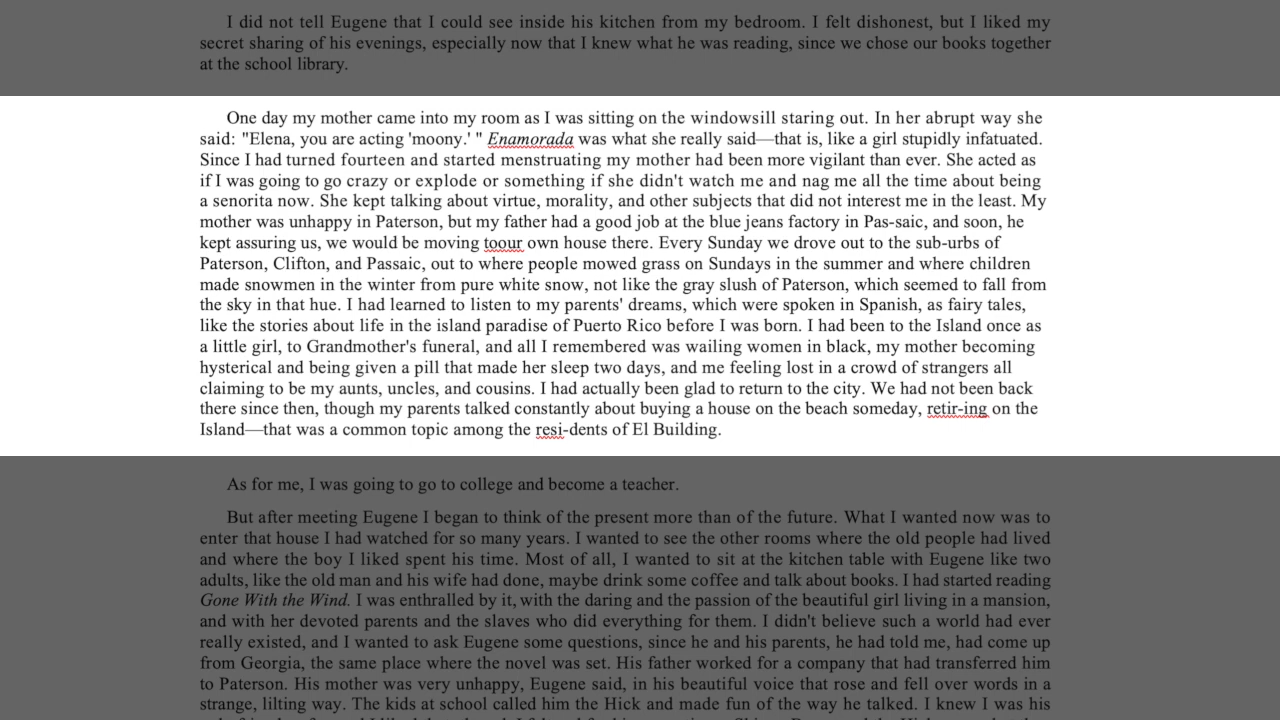 I did not tell Eugene that I could see inside his kitchen from my bedroom. I felt dishonest, but I liked my
secret sharing of his evenings, especially now that I knew what he was reading, since we chose our books together
at the school library.
One day my mother came into my room as I was sitting on the windowsill staring out. In her abrupt way she
said: "Elena, you are acting 'moony.' " Enamorada was what she really said—that is, like a girl stupidly infatuated.
Since I had turned fourteen and started menstruating my mother had been more vigilant than ever. She acted as
if I was going to go crazy or explode or something if she didn't watch me and nag me all the time about being
a senorita now. She kept talking about virtue, morality, and other subjects that did not interest me in the least. My
mother was unhappy in Paterson, but my father had a good job at the blue jeans factory in Pas-saic, and soon, he
kept assuring us, we would be moving toour own house there. Every Sunday we drove out to the sub-urbs of
Paterson, Clifton, and Passaic, out to where people mowed grass on Sundays in the summer and where children
made snowmen in the winter from pure white snow, not like the gray slush of Paterson, which seemed to fall from
the sky in that hue. I had learned to listen to my parents' dreams, which were spoken in Spanish, as fairy tales,
like the stories about life in the island paradise of Puerto Rico before I was born. I had been to the Island once as
a little girl, to Grandmother's funeral, and all I remembered was wailing women in black, my mother becoming
hysterical and being given a pill that made her sleep two days, and me feeling lost in a crowd of strangers all
claiming to be my aunts, uncles, and cousins. I had actually been glad to return to the city. We had not been back
there since then, though my parents talked constantly about buying a house on the beach someday, retir-ing on the
Island—that was a common topic among the resi-dents of El Building.
As for me, I was going to go to college and become a teacher.
But after meeting Eugene I began to think of the present more than of the future. What I wanted now was to
enter that house I had watched for so many years. I wanted to see the other rooms where the old people had lived
and where the boy I liked spent his time. Most of all, I wanted to sit at the kitchen table with Eugene like two
adults, like the old man and his wife had done, maybe drink some coffee and talk about books. I had started reading
Gone With the Wind. I was enthralled by it, with the daring and the passion of the beautiful girl living in a mansion,
and with her devoted parents and the slaves who did everything for them. I didn't believe such a world had ever
really existed, and I wanted to ask Eugene some questions, since he and his parents, he had told me, had come up
from Georgia, the same place where the novel was set. His father worked for a company that had transferred him
to Paterson. His mother was very unhappy, Eugene said, in his beautiful voice that rose and fell over words in a
strange, lilting way. The kids at school called him the Hick and made fun of the way he talked. I knew I was his